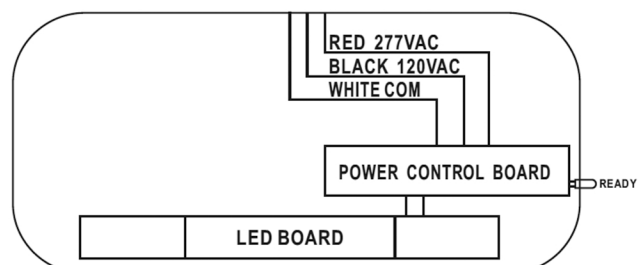 RED 277VAC
BLACK 120VAC
WHITE COM
POWER CONTROL BOARD
READY
LED BOARD